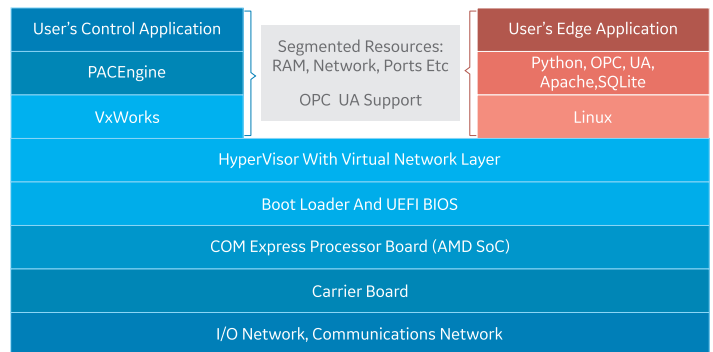 User's Control Application
PACEngine
VxWorks
Segmented Resources:
RAM, Network, Ports Etc
OPC UA Support
User's Edge Application
Python, OPC, UA,
Apache,SQLite
Linux
HyperVisor With Virtual Network Layer
Boot Loader And UEFI BIOS
COM Express Processor Board (AMD SoC)
Carrier Board
I/O Network, Communications Network